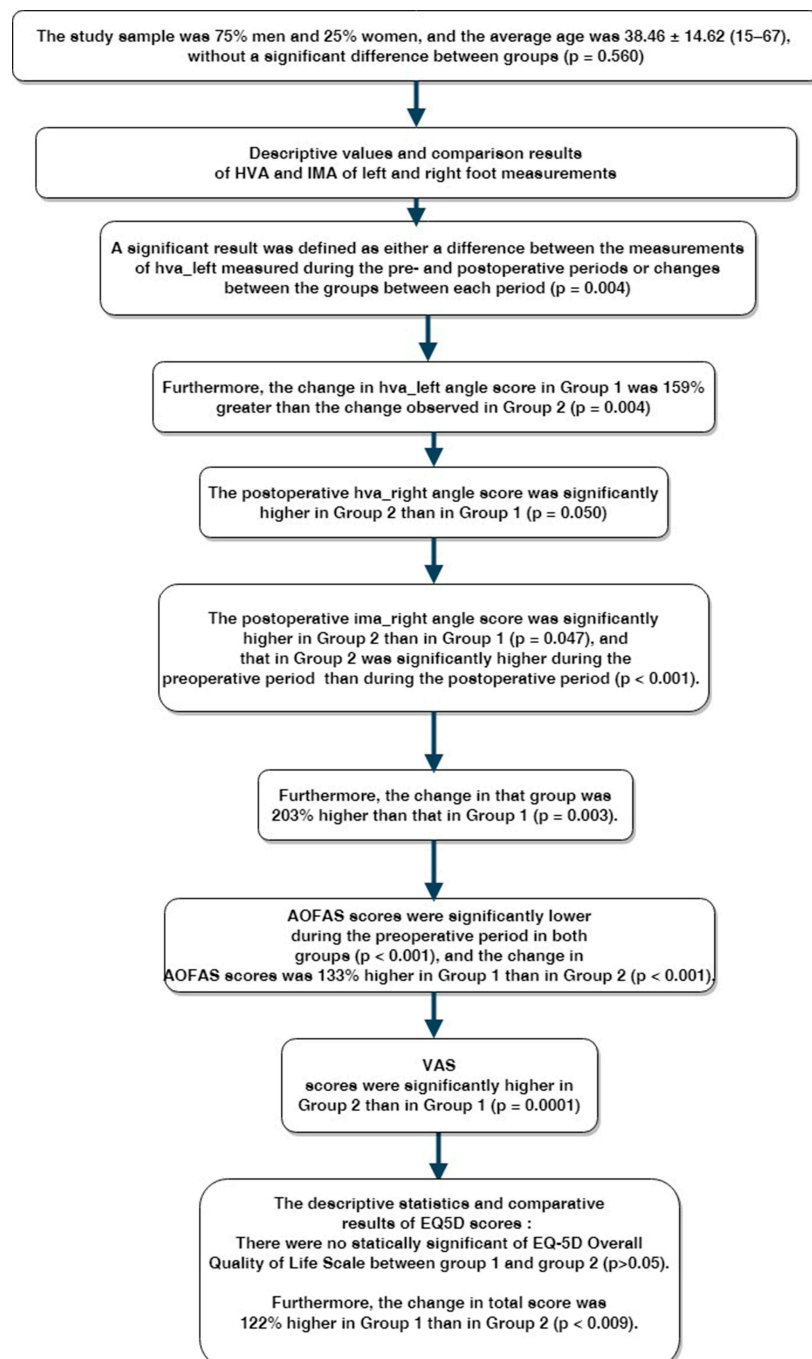 The study sample was 75% men and 25% women, and the average age was 38.46 ± 14.62 (15–67),
without a significant difference between groups (p = 0.560)
Descriptive values and comparison results
of HVA and IMA of left and right foot measurements
A significant result was defined as either a difference between the measurements
of hva_left measured during the pre- and postoperative periods or changes
between the groups between each period (p = 0.004)
Furthermore, the change in hva_left angle score in Group 1 was 159%
greater than the change observed in Group 2 (p = 0.004)
The postoperative hva_right angle score was significantly
higher in Group 2 than in Group 1 (p = 0.050)
The postoperative ima_right angle score was significantly
higher in Group 2 than in Group 1 (p = 0.047), and
that in Group 2 was significantly higher during the
preoperative period than during the postoperative period (p < 0.001).
Furthermore, the change in that group was
203% higher than that in Group 1 (p = 0.003).
AOFAS scores were significantly lower
during the preoperative period in both
groups (p < 0.001), and the change in
AOFAS scores was 133% higher in Group 1 than in Group 2 (p < 0.001).
VAS
scores were significantly higher in
Group 2 than in Group 1 (p = 0.0001)
The descriptive statistics and comparative
results of EQ5D scores :
There were no statically significant of EQ-5D Overall
Quality of Life Scale between group 1 and group 2 (p>0.05).
Furthermore, the change in total score was
122% higher in Group 1 than in Group 2 (p < 0.009).